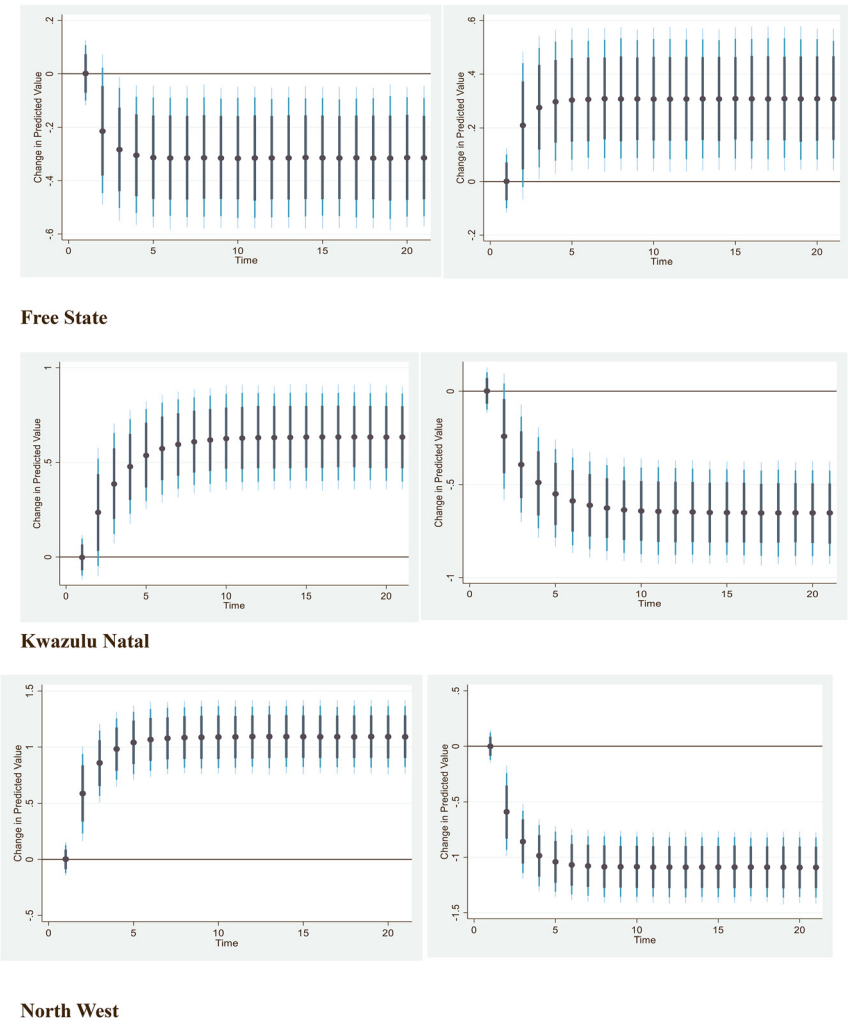 .2
0
-.2
-.4
-.6
Change in Predicted Value
0 5 10 15 20
Time
.6
.4
.2
0
-.2
Change in Predicted Value
0 5 10 15 20
Time
Free State
1
.5
0
Change in Predicted Value
0 5 10 15 20
Time
0
-.5
-1
Change in Predicted Value
0 5 10 15 20
Time
Kwazulu Natal
1.5
1
.5
0
-.5
Change in Predicted Value
0 5 10 15 20
Time
.5
0
-.5
-1
-1.5
Change in Predicted Value
0 5 10 15 20
Time
North West